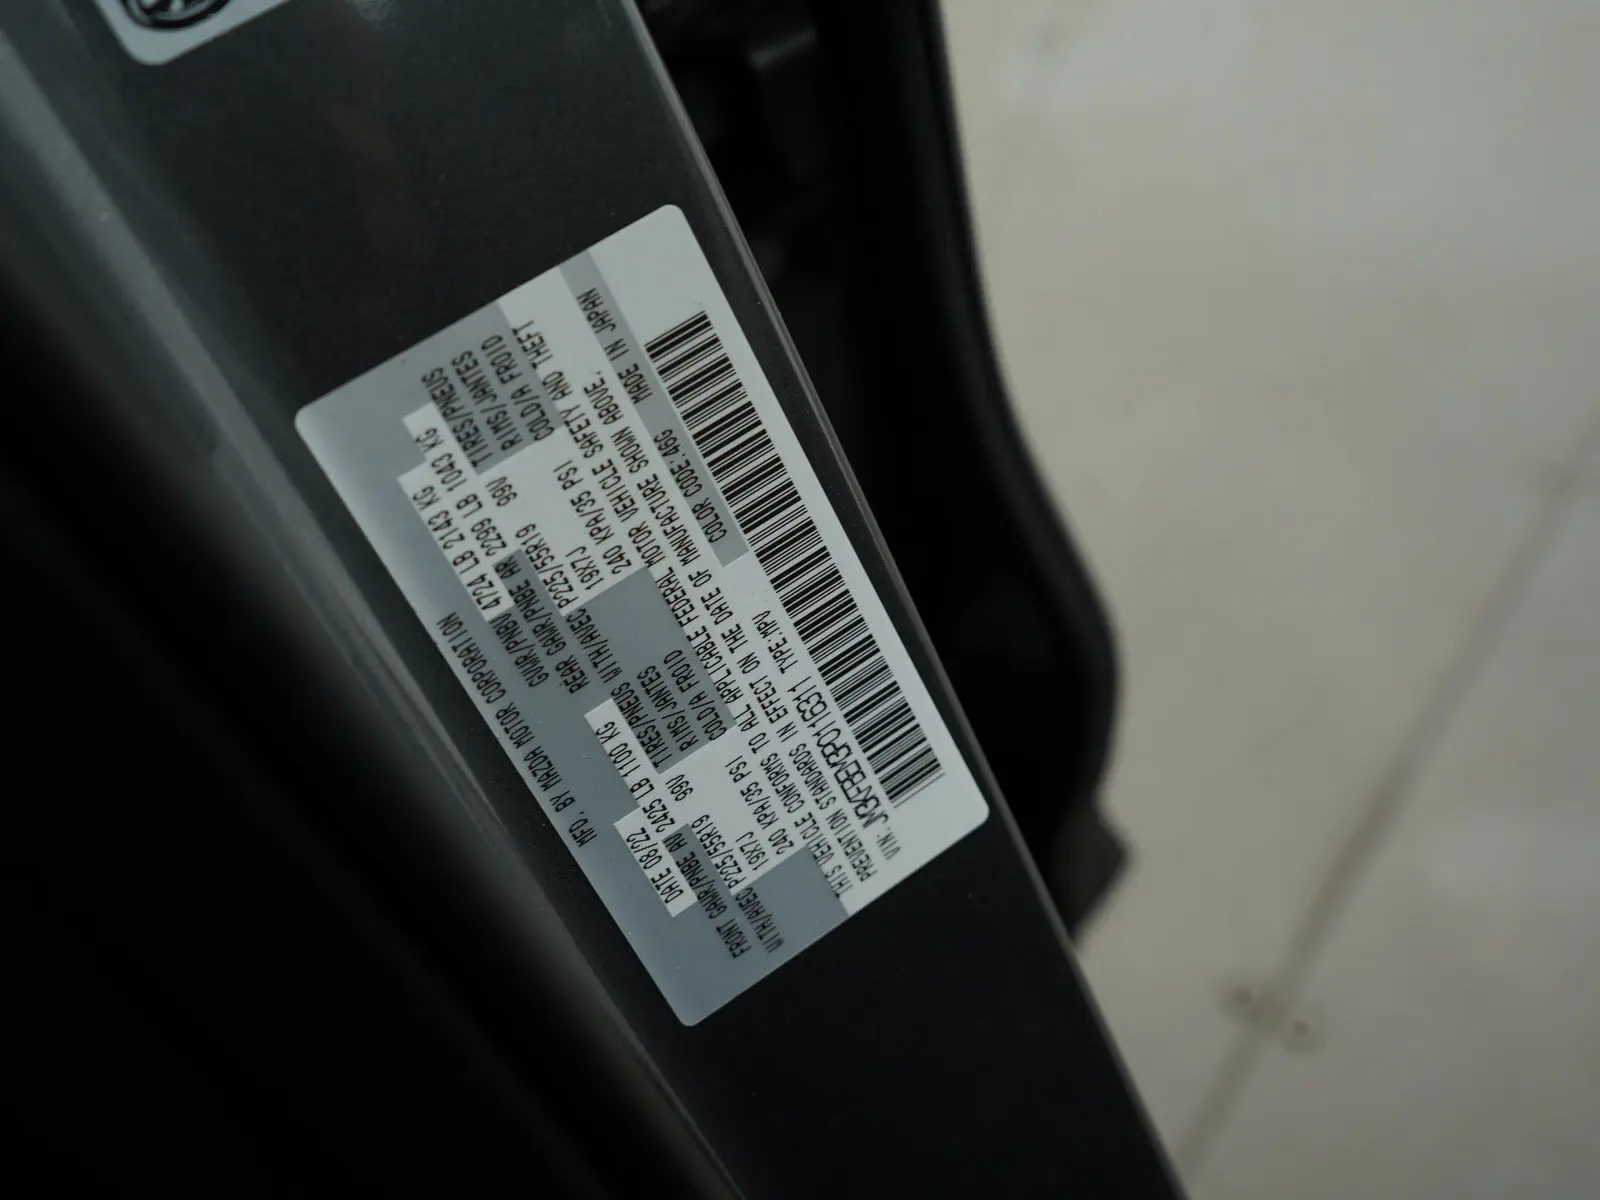 MFD. BY MAZDA MOTOR CORPORATION
DATE 08/22 GVWR/PNBV 4724 LB 2143 KG
FRONT GAWR/PNBE AV 2425 LB 1100 KG REAR GAWR/PNBE AR 2299 LB 1043 KG
WITH/AVEC P225/55R19 99V TIRES/PNEUS WITH/AVEC P225/55R19 99V TIRES/PNEUS
19X7J RIMS/JANTES 19X7J RIMS/JANTES
240 KPA/35 PSI COLD/A FROID 240 KPA/35 PSI COLD/A FROID
THIS VEHICLE CONFORMS TO ALL APPLICABLE FEDERAL MOTOR VEHICLE SAFETY AND THEFT
PREVENTION STANDARDS IN EFFECT ON THE DATE OF MANUFACTURE SHOWN ABOVE.
VIN: TYPE:MPV COLOR CODE:46G MADE IN JAPAN